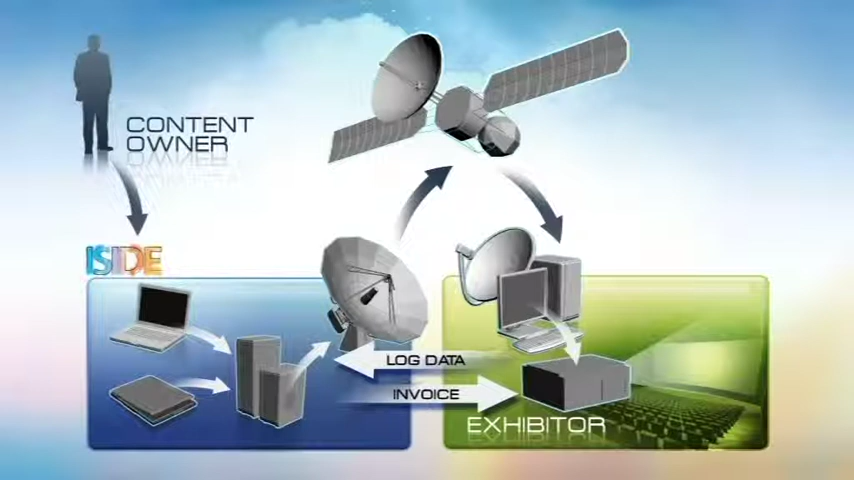 CONTENT
OWNER
ISIDE
LOG DATA
INVOICE
EXHIBITOR